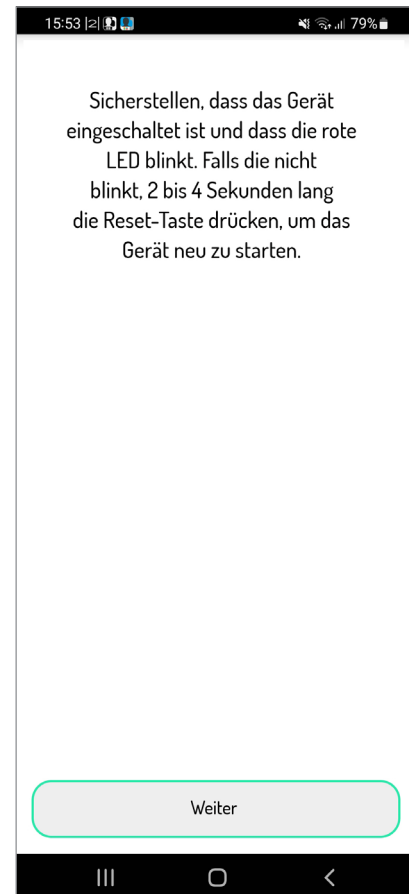 15:53 |2| 79%
Sicherstellen, dass das Gerät
eingeschaltet ist und dass die rote
LED blinkt. Falls die nicht
blinkt, 2 bis 4 Sekunden lang
die Reset-Taste drücken, um das
Gerät neu zu starten.
Weiter